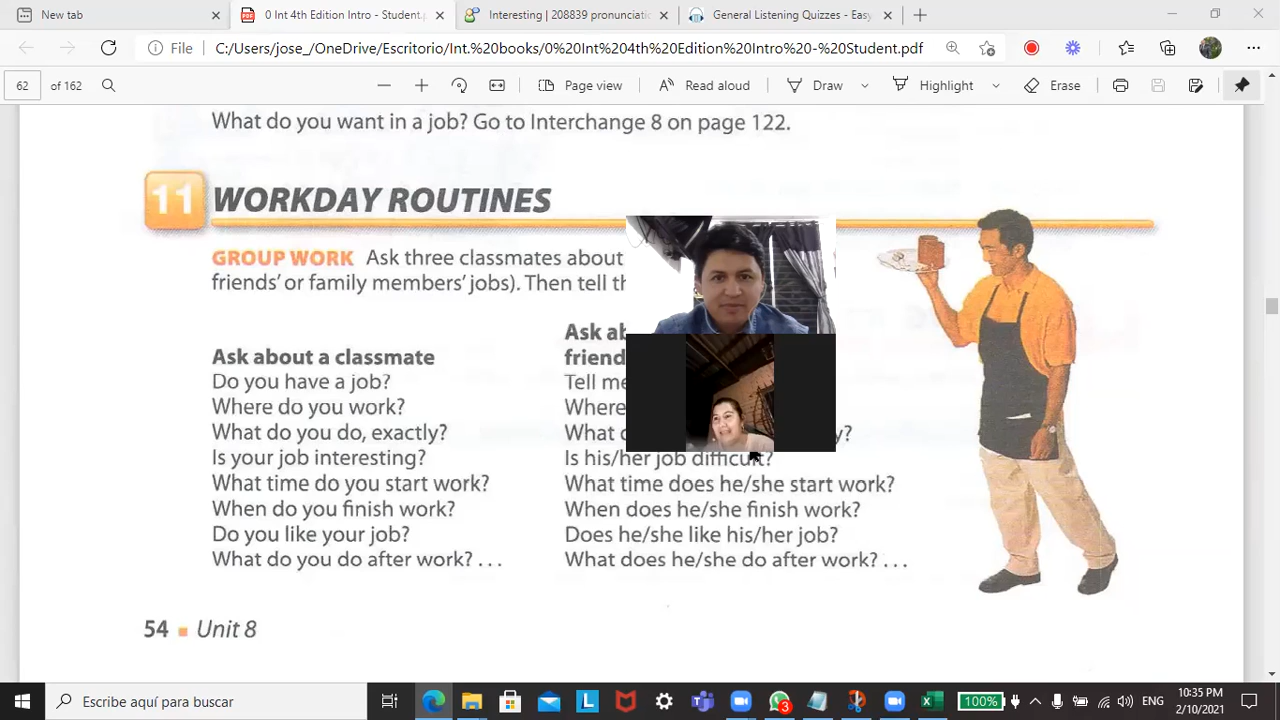 New tab
0 Int 4th Edition Intro - Student.p
Interesting | 208839 pronunciatio
General Listening Quizzes - Easy
File
C:/Users/jose_/OneDrive/Escritorio/Int.%20books/0%20Int%204th%20Edition%20Intro%20-%20Student.pdf
62 of 162
Page view
Read aloud
Draw
Highlight
Erase
What do you want in a job? Go to Interchange 8 on page 122.
11 WORKDAY ROUTINES
GROUP WORK Ask three classmates about
friends' or family members' jobs). Then tell th
Ask about a classmate
Do you have a job?
Where do you work?
What do you do, exactly?
Is your job interesting?
What time do you start work?
When do you finish work?
Do you like your job?
What do you do after work? . . .
Ask ab
friend
Tell me
Where
What y?
Is his/her job difficult?
What time does he/she start work?
When does he/she finish work?
Does he/she like his/her job?
What does he/she do after work? . . .
54 ▪ Unit 8
Escribe aquí para buscar
3
100%
ENG
10:35 PM
2/10/2021